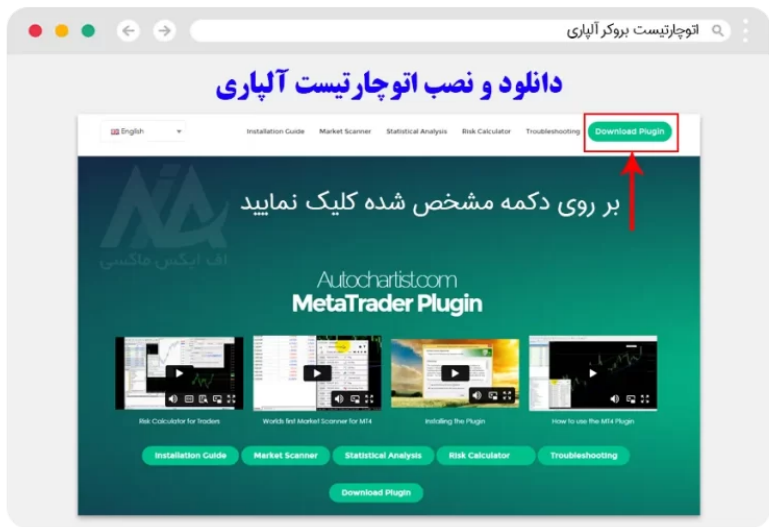 اتوچارتیست بروکر آلپاری
دانلود و نصب اتوچارتیست آلپاری
English Installation Guide Market Scanner Statistical Analysis Risk Calculator Troubleshooting Download Plugin
بر روی دکمه مشخص شده کلیک نمایید
اف ایکس ماکسی
Autochartist.com
MetaTrader Plugin
Risk Calculator for Traders Worlds first Market Scanner for MT4 Installing the Plugin How to use the MT4 Plugin
Installation Guide Market Scanner Statistical Analysis Risk Calculator Troubleshooting
Download Plugin